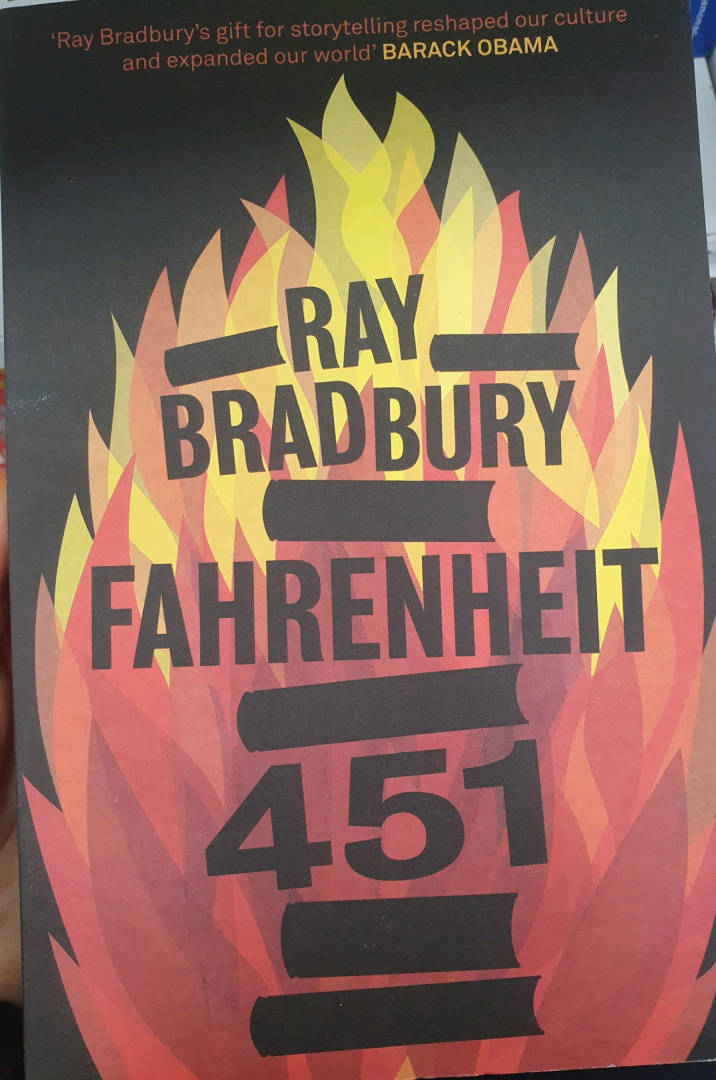 ‘Ray Bradbury’s gift for storytelling reshaped our culture
and expanded our world’ BARACK OBAMA
RAY
BRADBURY
FAHRENHEIT
451